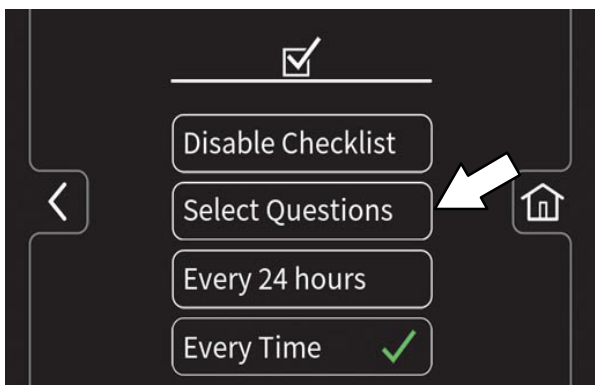 Disable Checklist
Select Questions
Every 24 hours
Every Time